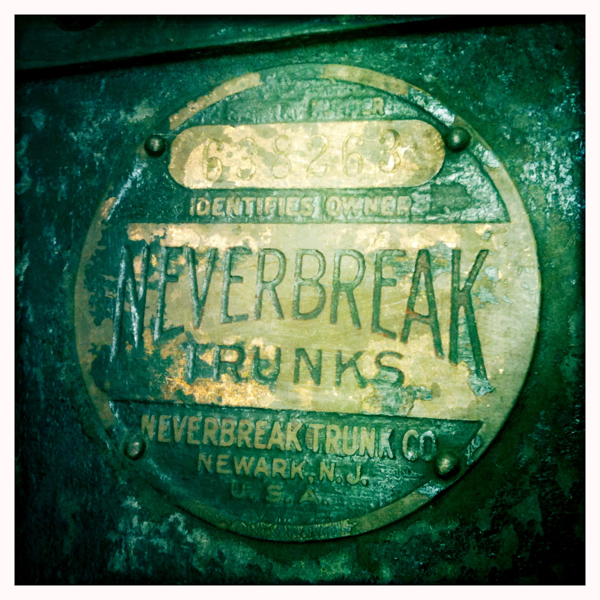 638263
IDENTIFIES OWNER
NEVERBREAK
TRUNKS
NEVERBREAK TRUNK CO.
NEWARK, N. J.
U. S. A.